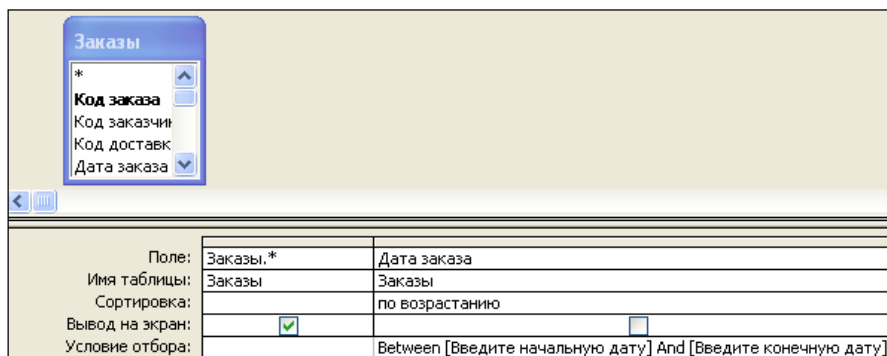 Заказы
*
Код заказа
Код заказчин
Код доставк
Дата заказа
Поле: Заказы.* Дата заказа
Имя таблицы: Заказы Заказы
Сортировка: по возрастанию
Вывод на экран:
Условие отбора: Between [Введите начальную дату] And [Введите конечную дату]